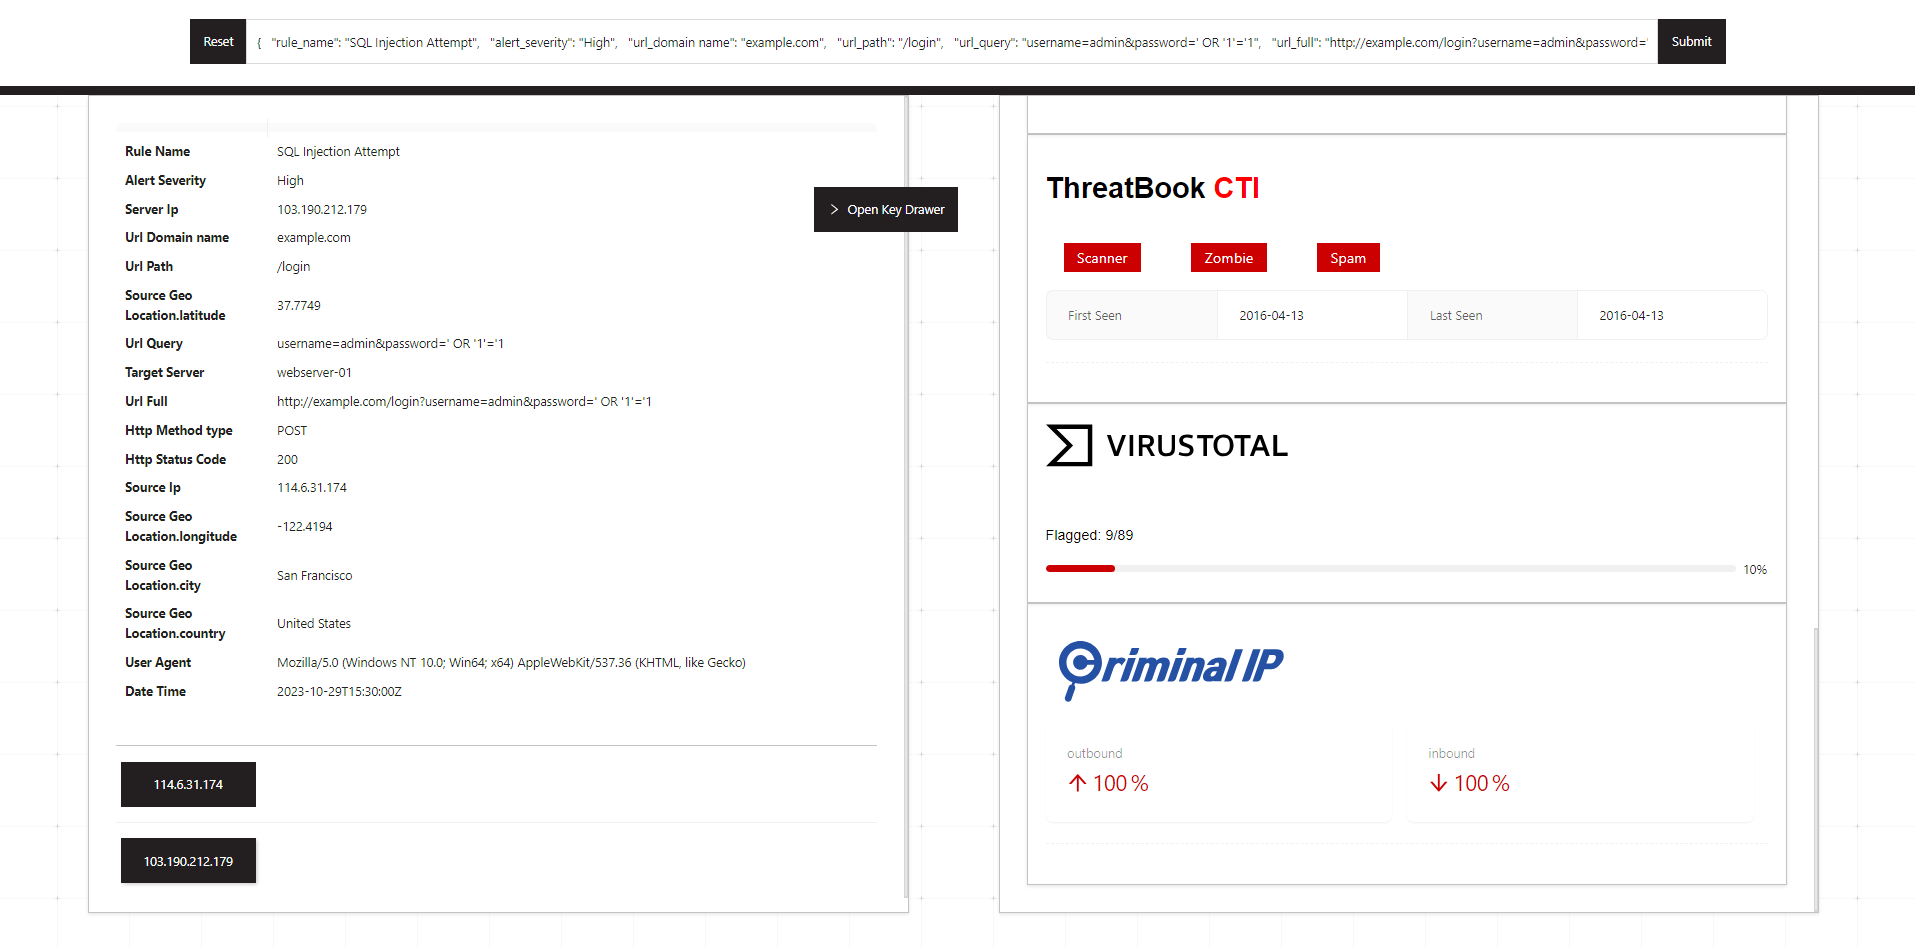 Reset
{ "rule_name": "SQL Injection Attempt", "alert_severity": "High", "url_domain name": "example.com", "url_path": "/login", "url_query": "username=admin&password=' OR '1'='1", "url_full": "http://example.com/login?username=admin&password='
Submit
Rule Name SQL Injection Attempt
Alert Severity High
Server Ip 103.190.212.179
Url Domain name example.com
Url Path /login
Source Geo
Location.latitude 37.7749
Url Query username=admin&password=' OR '1'='1
Target Server webserver-01
Url Full http://example.com/login?username=admin&password=' OR '1'='1
Http Method type POST
Http Status Code 200
Source Ip 114.6.31.174
Source Geo
Location.longitude -122.4194
Source Geo
Location.city San Francisco
Source Geo
Location.country United States
User Agent Mozilla/5.0 (Windows NT 10.0; Win64; x64) AppleWebKit/537.36 (KHTML, like Gecko)
Date Time 2023-10-29T15:30:00Z
114.6.31.174
103.190.212.179
Open Key Drawer
ThreatBook CTI
Scanner Zombie Spam
First Seen 2016-04-13 Last Seen 2016-04-13
VIRUSTOTAL
Flagged: 9/89
10%
Criminal IP
outbound inbound
↑ 100 % ↓ 100 %